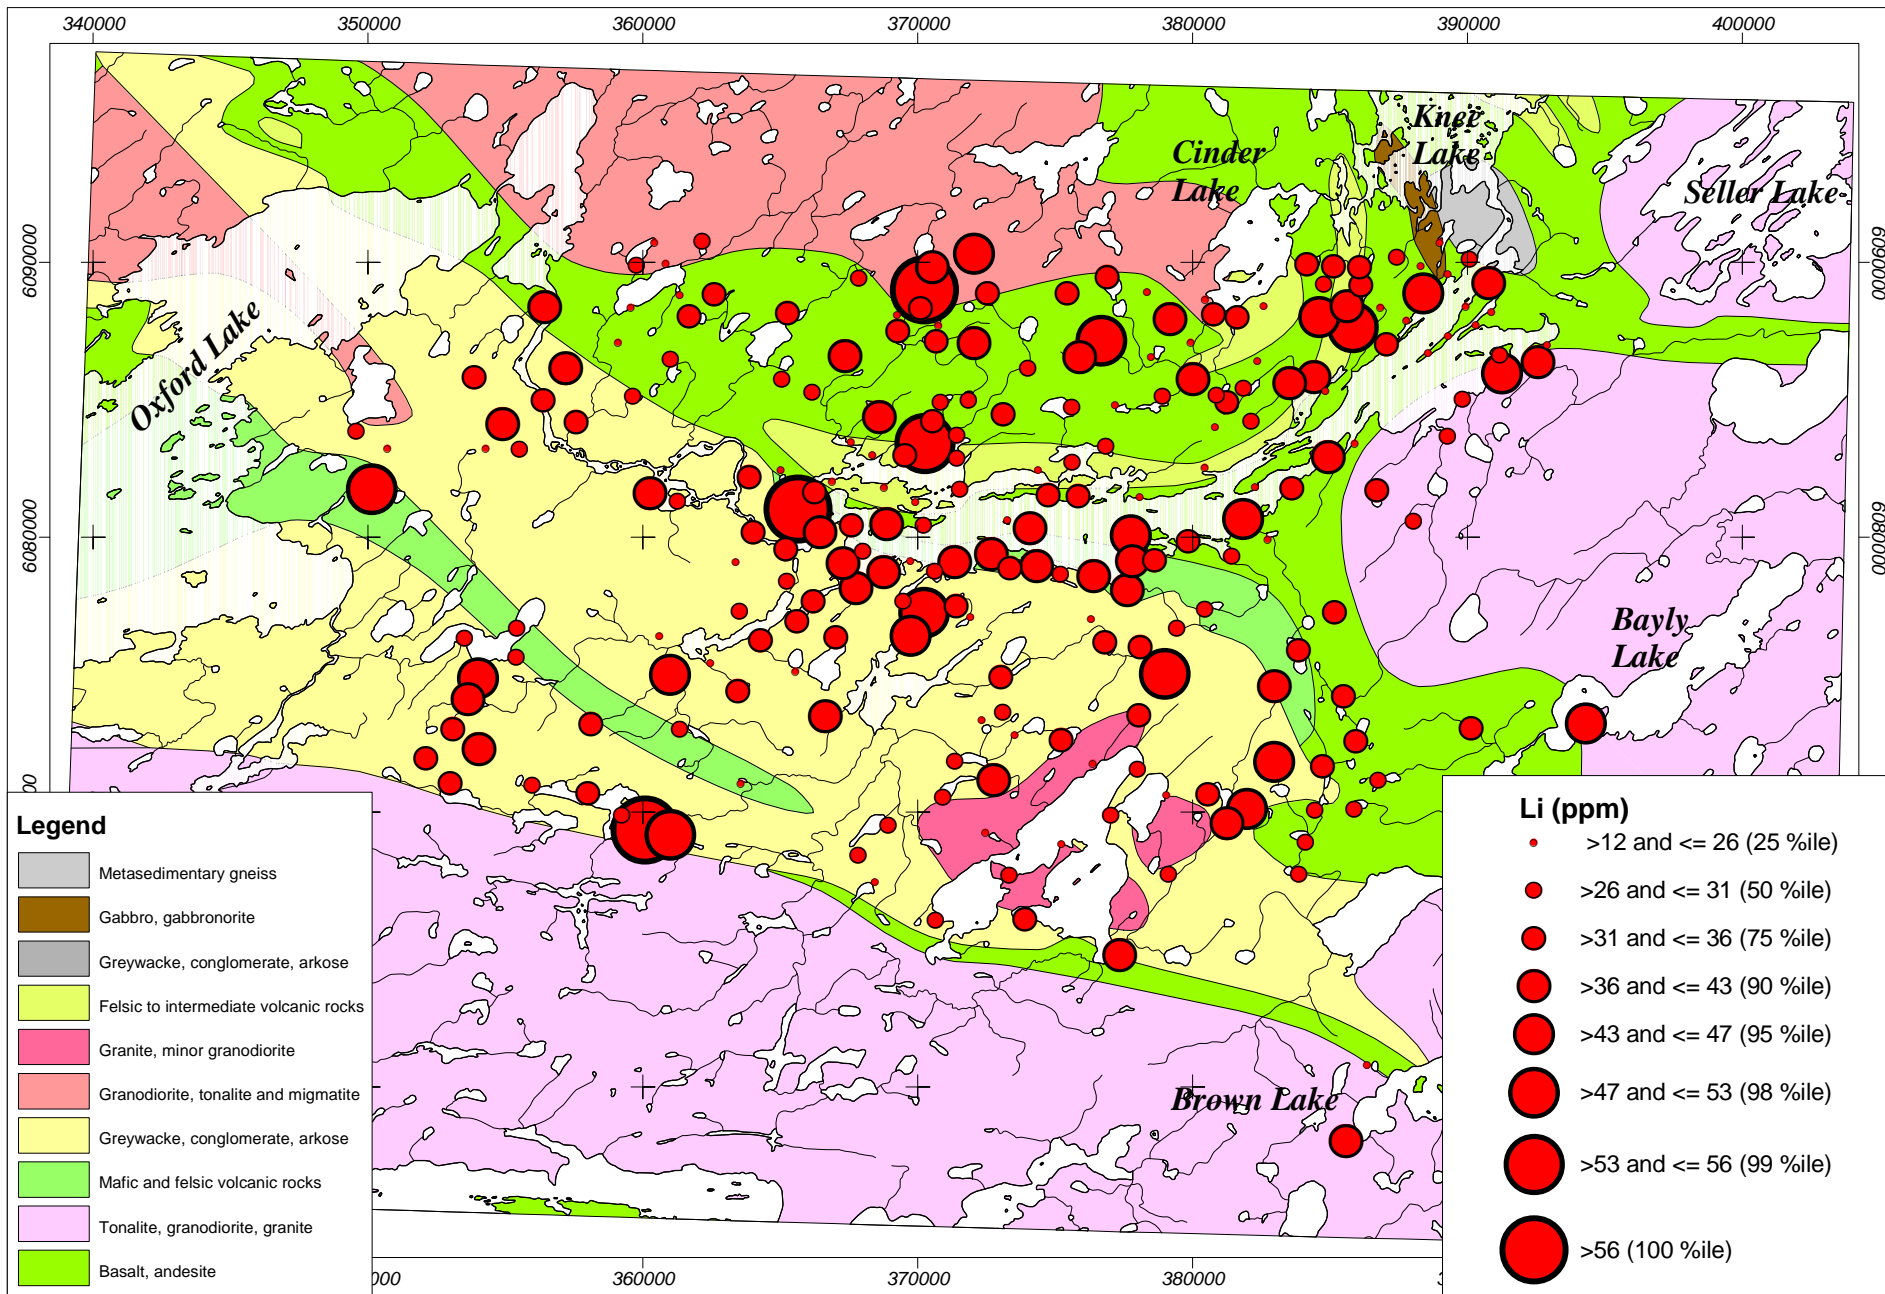 340000 350000 360000 370000 380000 390000 400000
Knee
Lake
Cinder
Lake
Seller Lake
6090000
6090000
Oxford Lake
6080000
6080000
Bayly
Lake
Brown Lake
Legend
Metasedimentary gneiss
Gabbro, gabbronorite
Greywacke, conglomerate, arkose
Felsic to intermediate volcanic rocks
Granite, minor granodiorite
Granodiorite, tonalite and migmatite
Greywacke, conglomerate, arkose
Mafic and felsic volcanic rocks
Tonalite, granodiorite, granite
Basalt, andesite
Li (ppm)
>12 and <= 26 (25 %ile)
>26 and <= 31 (50 %ile)
>31 and <= 36 (75 %ile)
>36 and <= 43 (90 %ile)
>43 and <= 47 (95 %ile)
>47 and <= 53 (98 %ile)
>53 and <= 56 (99 %ile)
>56 (100 %ile)
360000 370000 380000